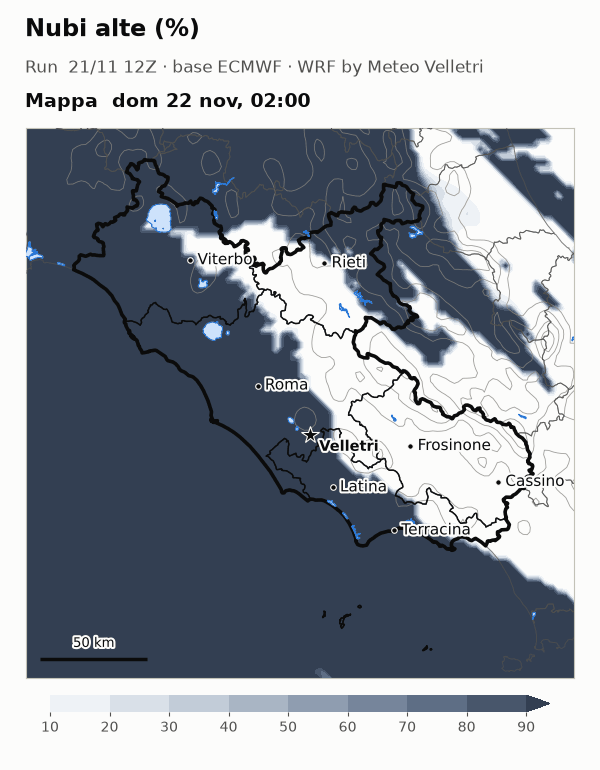 Nubi alte (%)
Run 21/11 12Z · base ECMWF · WRF by Meteo Velletri
Mappa dom 22 nov, 02:00
Viterbo
Rieti
Roma
Velletri
Frosinone
Latina
Cassino
Terracina
50 km
10 20 30 40 50 60 70 80 90